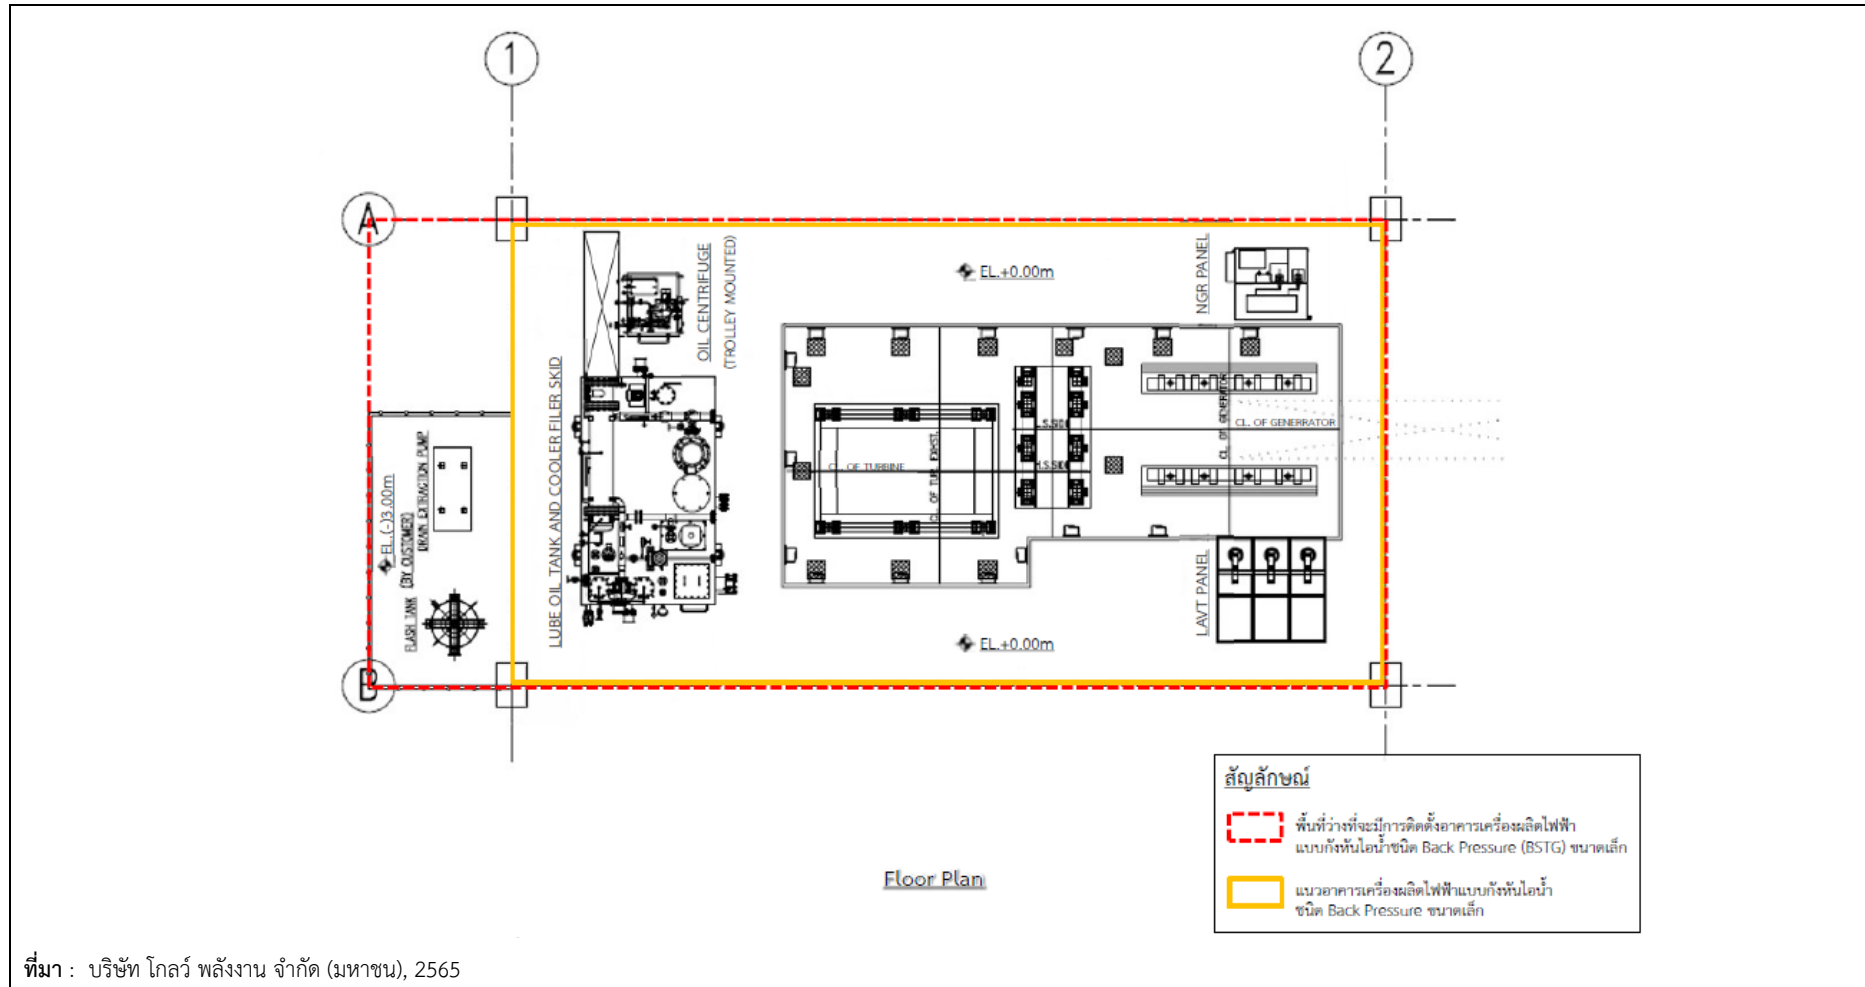 1
2
A
B
EL.+0.00m
OIL CENTRIFUGE
(TROLLEY MOUNTED)
NGR PANEL
LUBE OIL TANK AND COOLER FILER SKID
EL.(-)3.00m
(BY CUSTOMER)
DRAIN EXTRACTION PUMP
FLASH TANK
CL. OF TURBINE
CL. OF TUR. EXHST.
L.S.SIDE
H.S.SIDE
CL. OF GENERATOR
CL. OF GENERRATOR
LAVT PANEL
EL.+0.00m
Floor Plan
สัญลักษณ์
พื้นที่ว่างที่จะมีการติดตั้งอาคารเครื่องผลิตไฟฟ้า
แบบกังหันไอน้ำชนิด Back Pressure (BSTG) ขนาดเล็ก
แนวอาคารเครื่องผลิตไฟฟ้าแบบกังหันไอน้ำ
ชนิด Back Pressure ขนาดเล็ก
ที่มา : บริษัท โกลว์ พลังงาน จำกัด (มหาชน), 2565